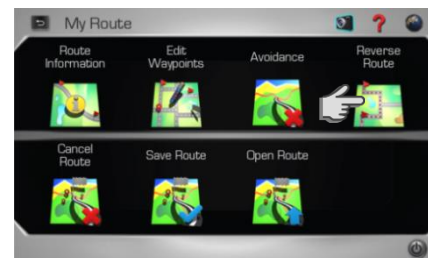 My Route
?
Route
Information
Edit
Waypoints
Avoidance
Reverse
Route
Cancel
Route
Save Route
Open Route